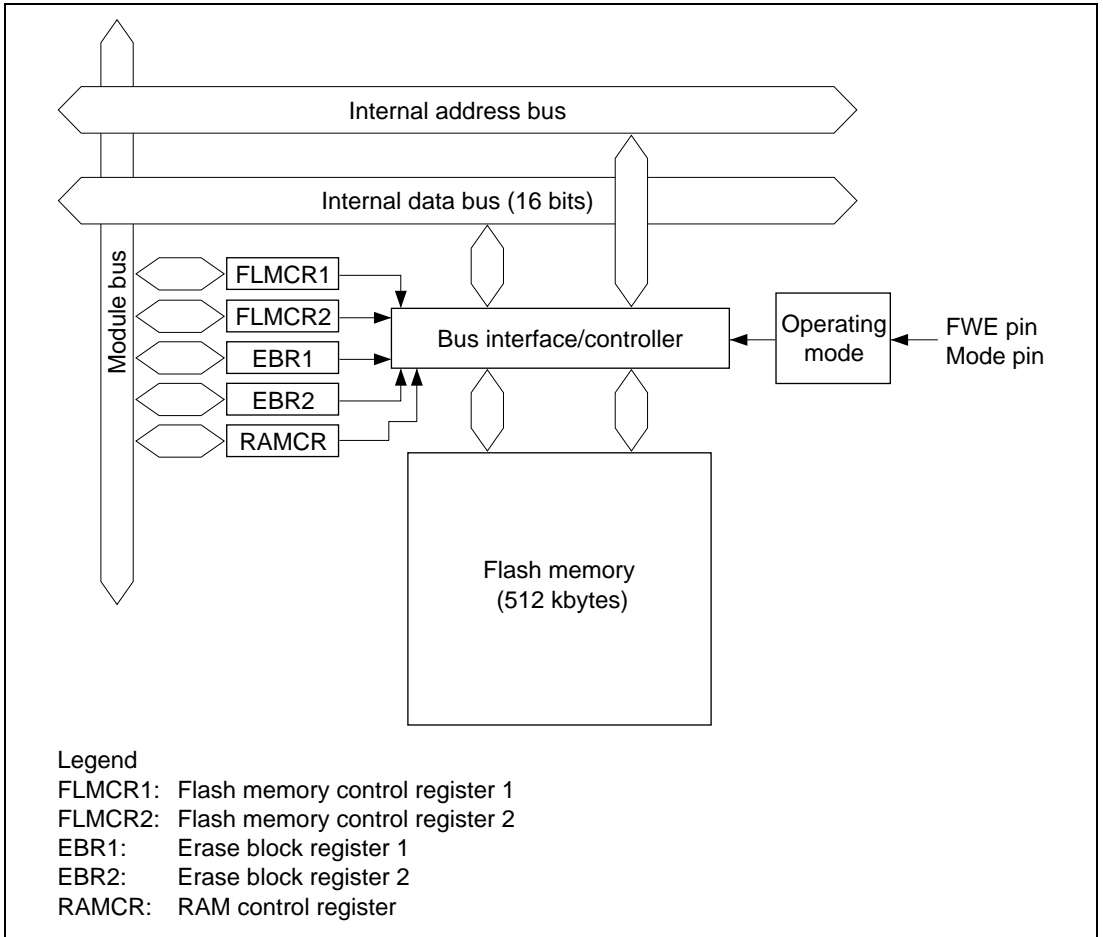 Internal address bus
Internal data bus (16 bits)
Module bus
FLMCR1
FLMCR2
EBR1
EBR2
RAMCR
Bus interface/controller
Operating
mode
FWE pin
Mode pin
Flash memory
(512 kbytes)
Legend
FLMCR1: Flash memory control register 1
FLMCR2: Flash memory control register 2
EBR1: Erase block register 1
EBR2: Erase block register 2
RAMCR: RAM control register